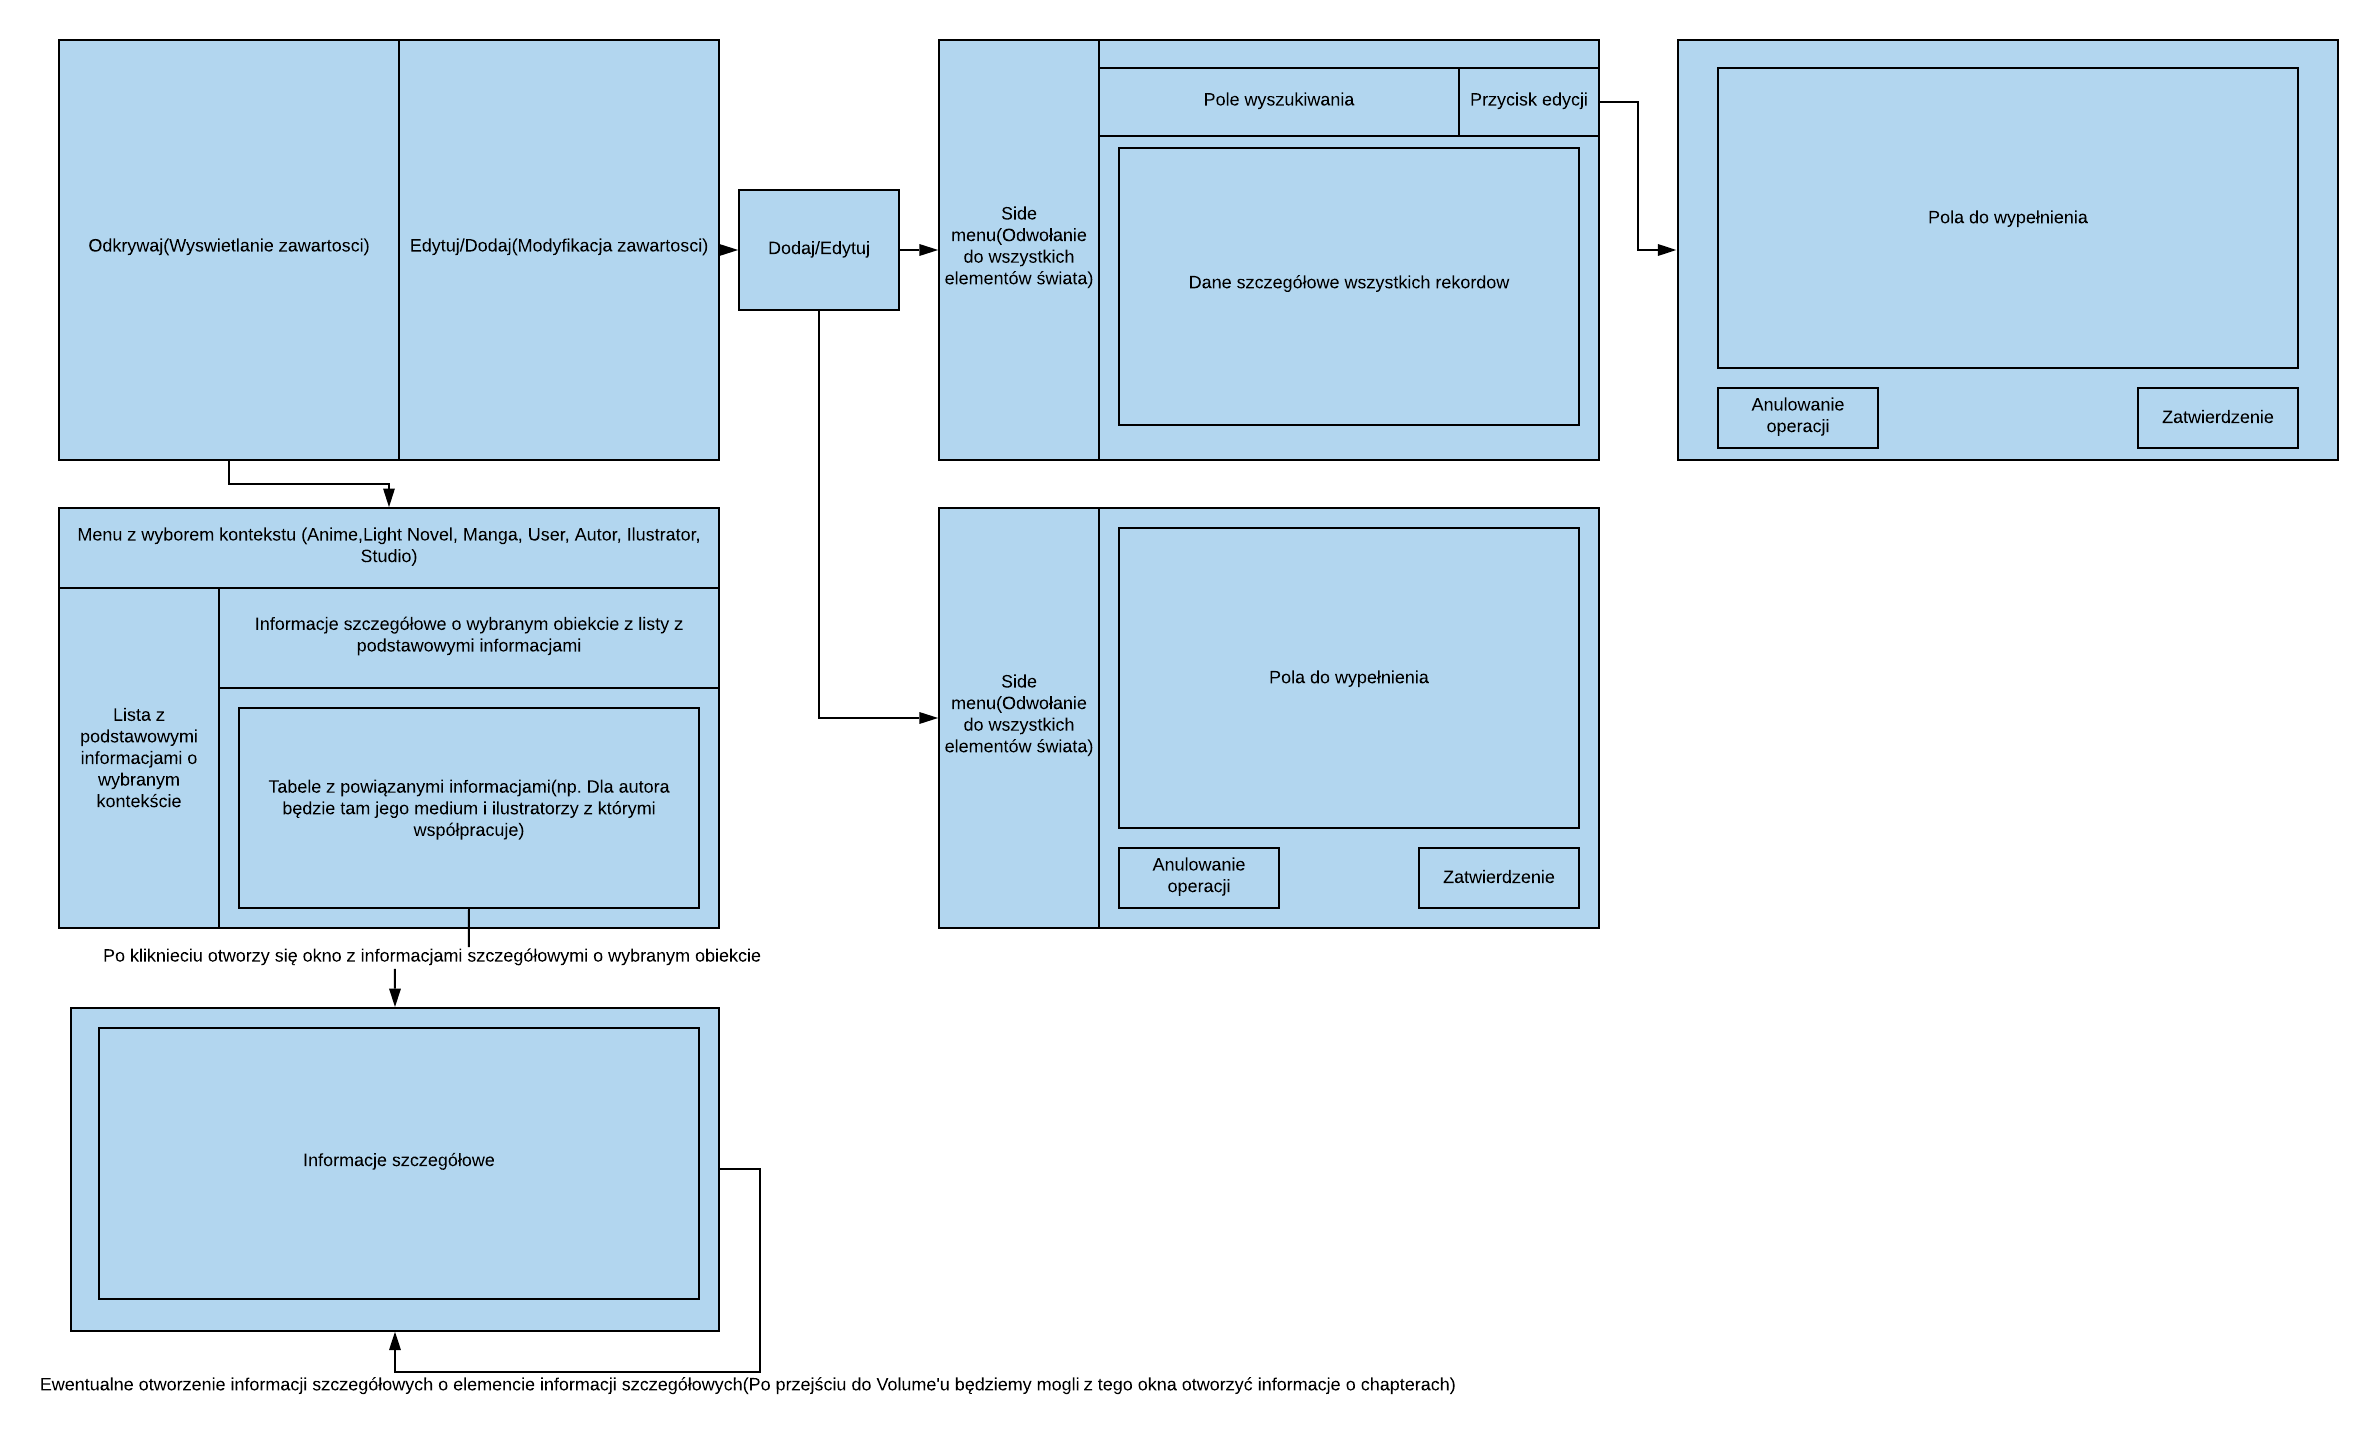 Odkrywaj(Wyswietlanie zawartosci)
Edytuj/Dodaj(Modyfikacja zawartosci)
Dodaj/Edytuj
Side
menu(Odwołanie
do wszystkich
elementów świata)
Pole wyszukiwania
Przycisk edycji
Dane szczegółowe wszystkich rekordow
Pola do wypełnienia
Anulowanie
operacji
Zatwierdzenie
Menu z wyborem kontekstu (Anime,Light Novel, Manga, User, Autor, Ilustrator,
Studio)
Lista z
podstawowymi
informacjami o
wybranym
kontekście
Informacje szczegółowe o wybranym obiekcie z listy z
podstawowymi informacjami
Tabele z powiązanymi informacjami(np. Dla autora
będzie tam jego medium i ilustratorzy z którymi
współpracuje)
Side
menu(Odwołanie
do wszystkich
elementów świata)
Pola do wypełnienia
Anulowanie
operacji
Zatwierdzenie
Po kliknieciu otworzy się okno z informacjami szczegółowymi o wybranym obiekcie
Informacje szczegółowe
Ewentualne otworzenie informacji szczegółowych o elemencie informacji szczegółowych(Po przejściu do Volume'u będziemy mogli z tego okna otworzyć informacje o chapterach)